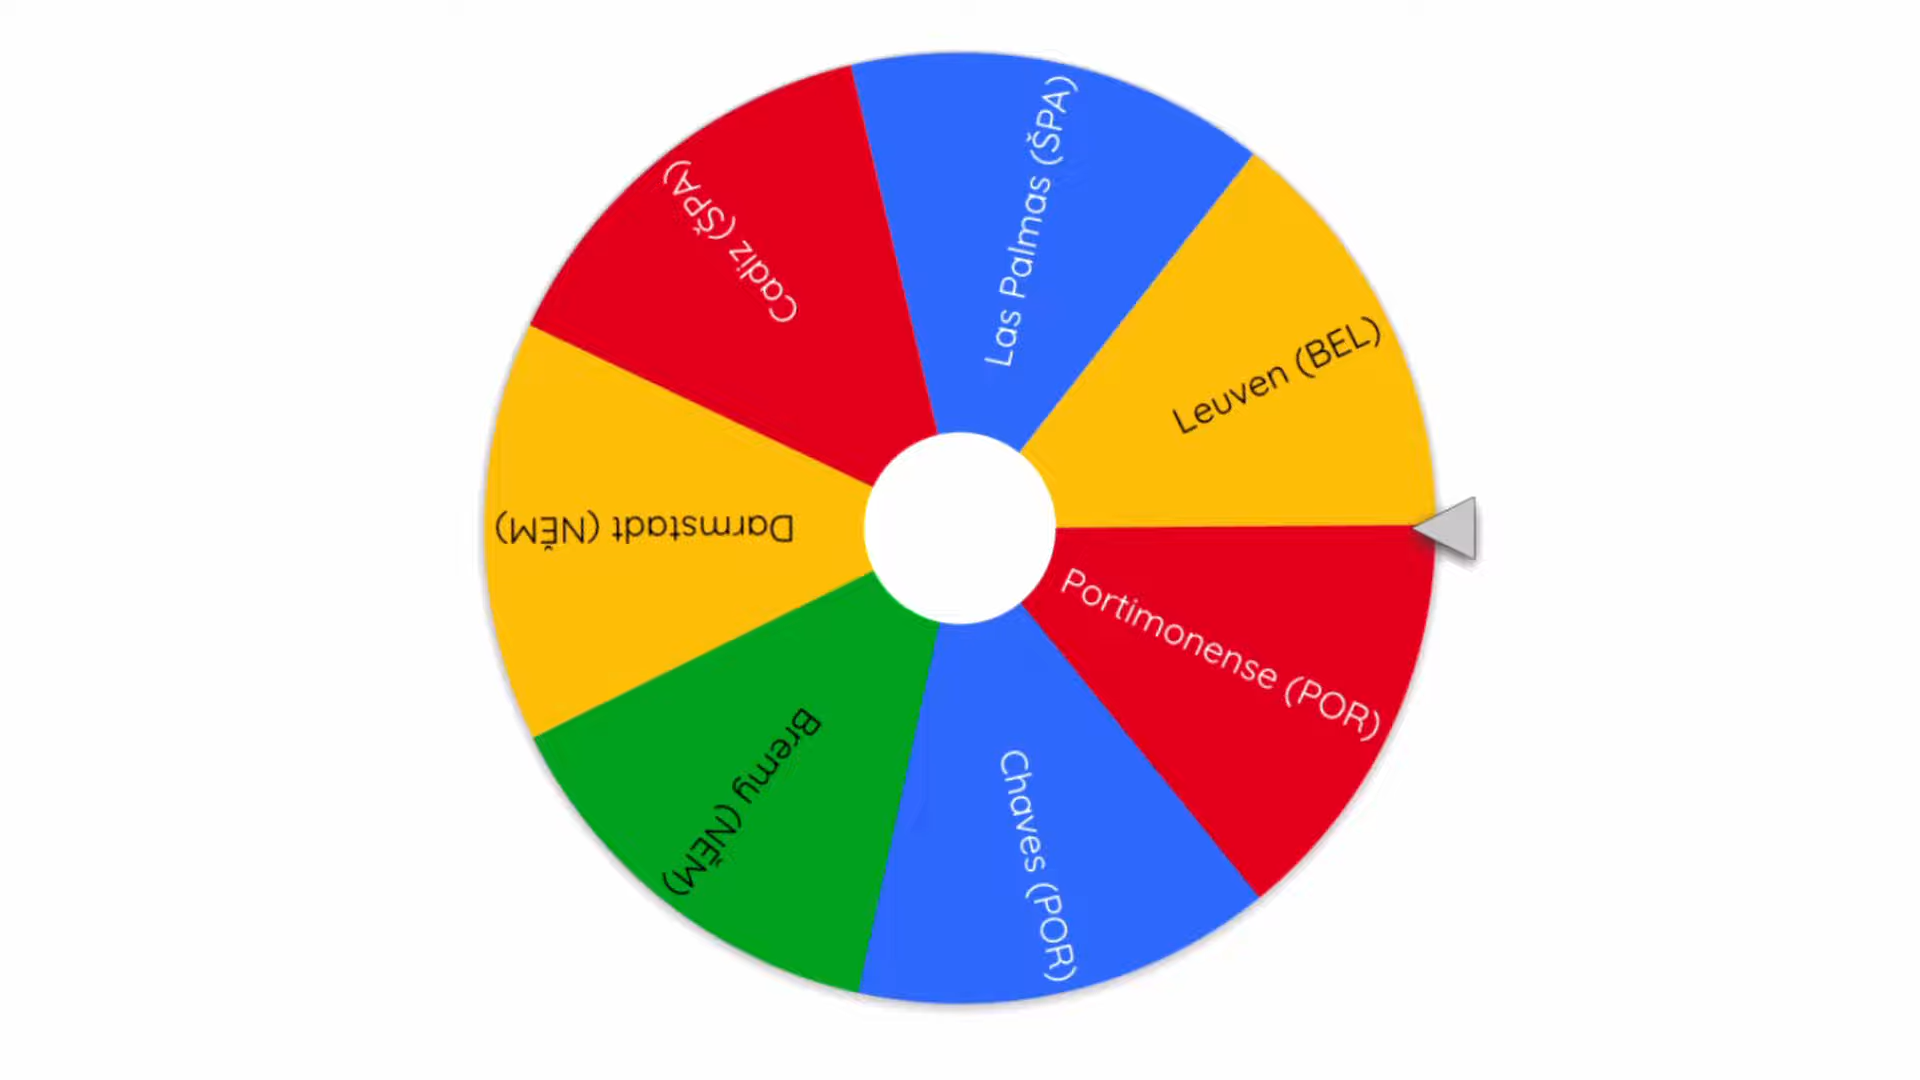 Las Palmas (ŠPA)
Leuven (BEL)
Portimonense (POR)
Chaves (POR)
Bremy (NĚM)
Darmstadt (NĚM)
Cadiz (ŠPA)